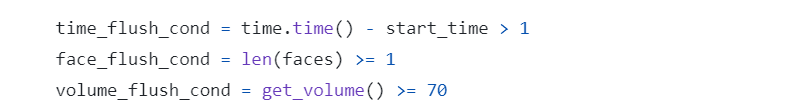 time_flush_cond = time.time() - start_time > 1
face_flush_cond = len(faces) >= 1
volume_flush_cond = get_volume() >= 70